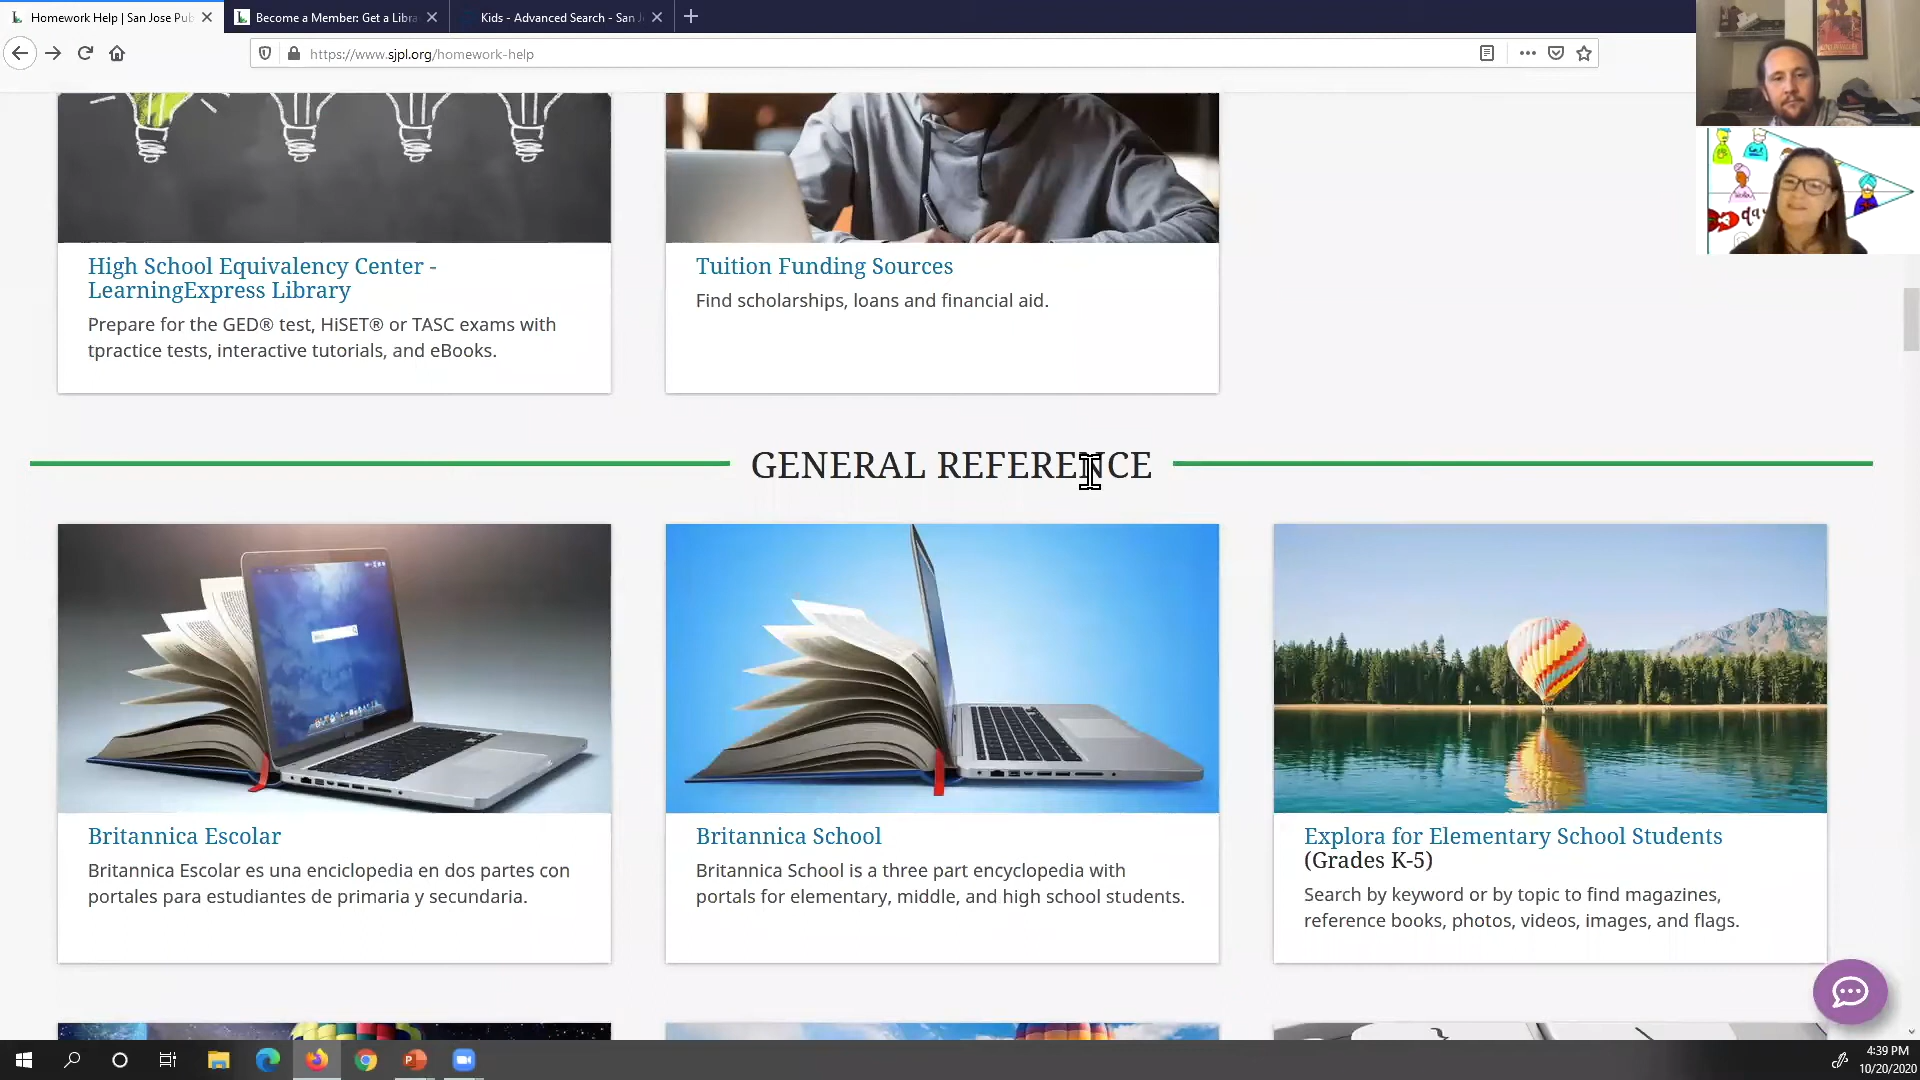 Homework Help | San Jose Pub
Become a Member: Get a Libra
Kids - Advanced Search - San J
https://www.sjpl.org/homework-help
High School Equivalency Center -
LearningExpress Library
Prepare for the GED® test, HiSET® or TASC exams with
tpractice tests, interactive tutorials, and eBooks.
Tuition Funding Sources
Find scholarships, loans and financial aid.
GENERAL REFERENCE
Britannica Escolar
Britannica Escolar es una enciclopedia en dos partes con
portales para estudiantes de primaria y secundaria.
Britannica School
Britannica School is a three part encyclopedia with
portals for elementary, middle, and high school students.
Explora for Elementary School Students
(Grades K-5)
Search by keyword or by topic to find magazines,
reference books, photos, videos, images, and flags.
4:39 PM
10/20/2020